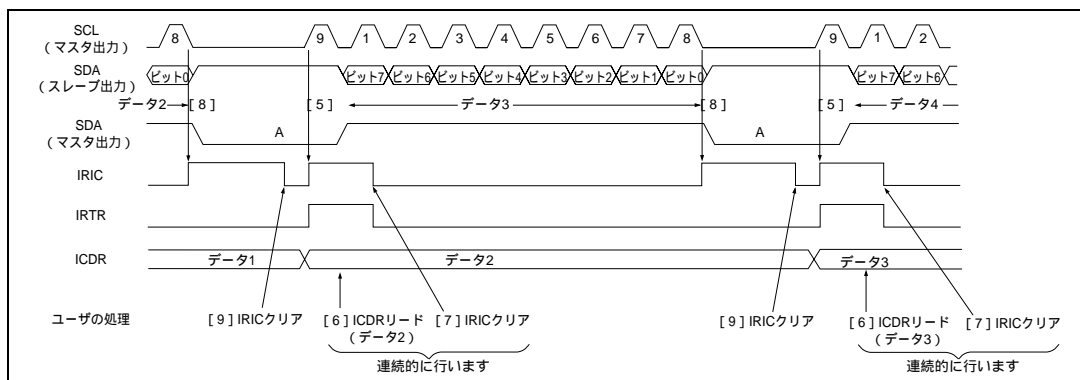 SCL
（マスタ出力）
8 9 1 2 3 4 5 6 7 8 9 1 2
SDA
（スレーブ出力）
ビット0 ビット7 ビット6 ビット5 ビット4 ビット3 ビット2 ビット1 ビット0 ビット7 ビット6
データ2 [8] [5] データ3 [8] [5] データ4
SDA
（マスタ出力）
A A
IRIC
IRTR
ICDR
データ1 データ2 データ3
ユーザの処理
[9] IRICクリア [6] ICDRリード [7] IRICクリア [9] IRICクリア [6] ICDRリード [7] IRICクリア
（データ2） （データ3）
連続的に行います 連続的に行います